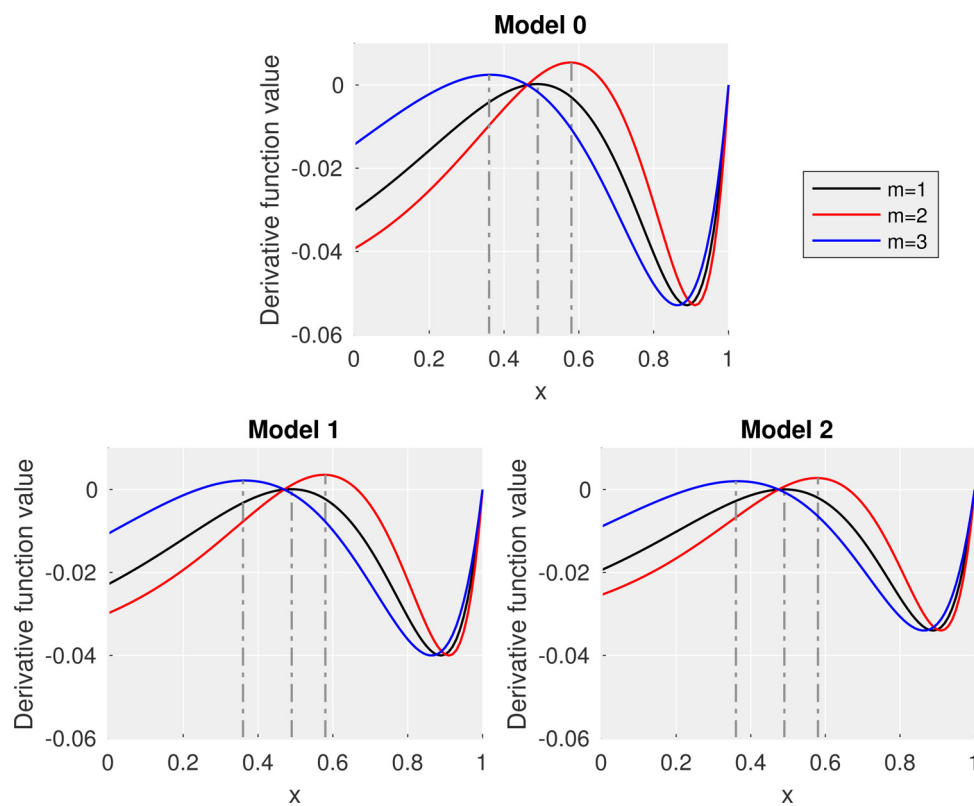 Model 0
Derivative function value
0
-0.02
-0.04
-0.06
0 0.2 0.4 0.6 0.8 1
x
m=1
m=2
m=3
Model 1
Derivative function value
0
-0.02
-0.04
-0.06
0 0.2 0.4 0.6 0.8 1
x
Model 2
Derivative function value
0
-0.02
-0.04
-0.06
0 0.2 0.4 0.6 0.8 1
x